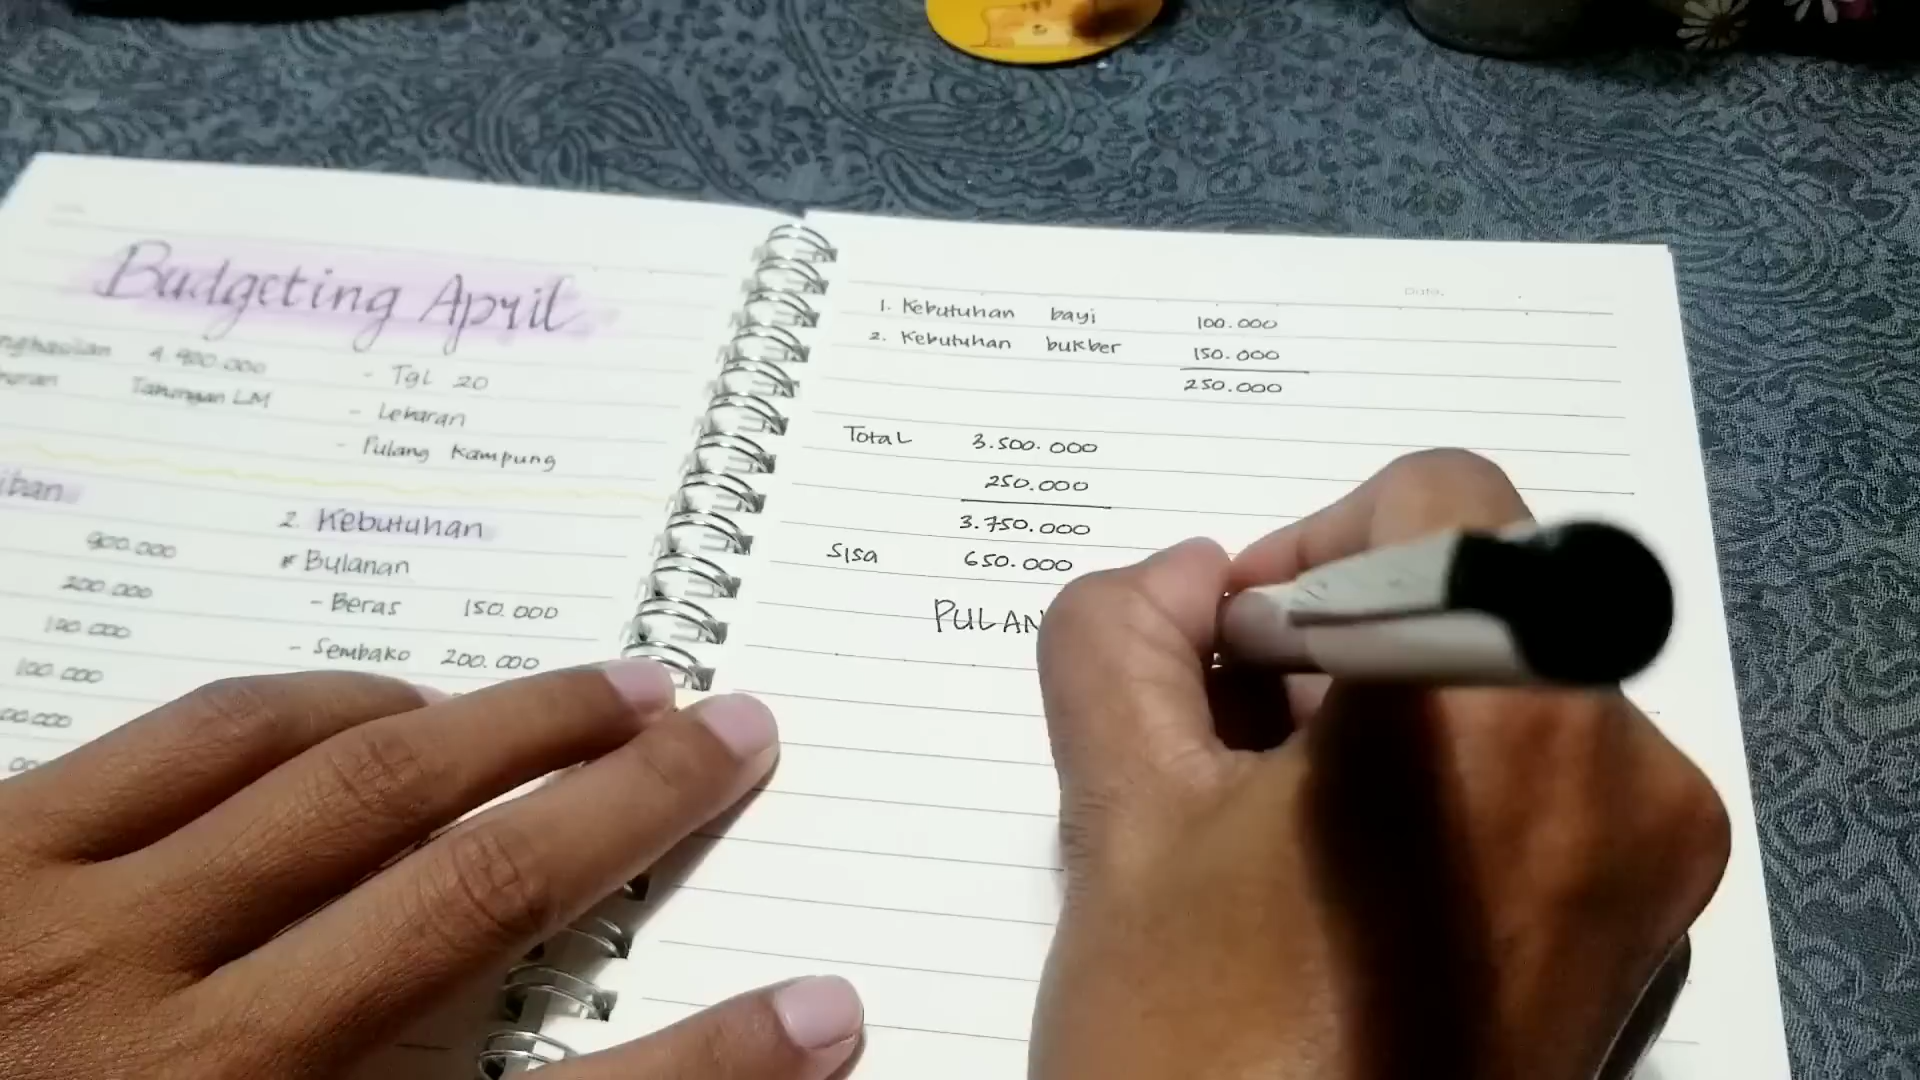 Budgeting April
4.400.000 - Tgl 20
Tabungan LM - Lebaran
- Pulang Kampung
900.000
200.000
100.000
100.000
2. Kebutuhan
* Bulanan
- Beras 150.000
- Sembako 200.000
Date.
1. Kebutuhan bayi 100.000
2. Kebutuhan bukber 150.000
250.000
Total 3.500.000
250.000
3.750.000
Sisa 650.000
PULAN